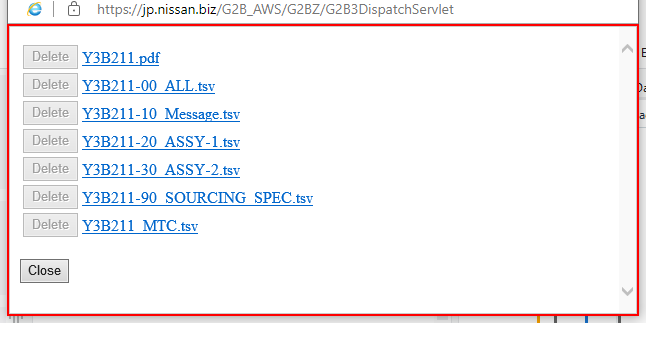 https://jp.nissan.biz/G2B_AWS/G2BZ/G2B3DispatchServlet
Delete Y3B211.pdf
Delete Y3B211-00_ALL.tsv
Delete Y3B211-10_Message.tsv
Delete Y3B211-20_ASSY-1.tsv
Delete Y3B211-30_ASSY-2.tsv
Delete Y3B211-90_SOURCING_SPEC.tsv
Delete Y3B211_MTC.tsv
Close